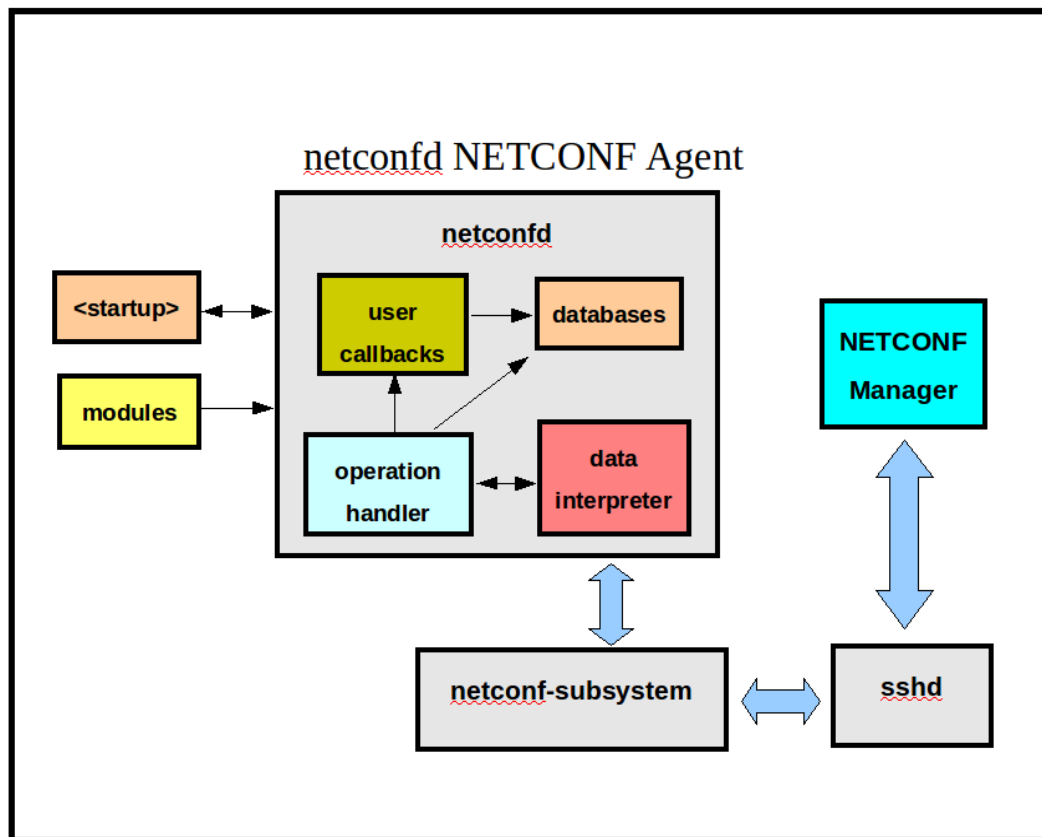 netconfd NETCONF Agent
netconfd
<startup>
user
callbacks
databases
modules
NETCONF
Manager
operation
handler
data
interpreter
netconf-subsystem
sshd